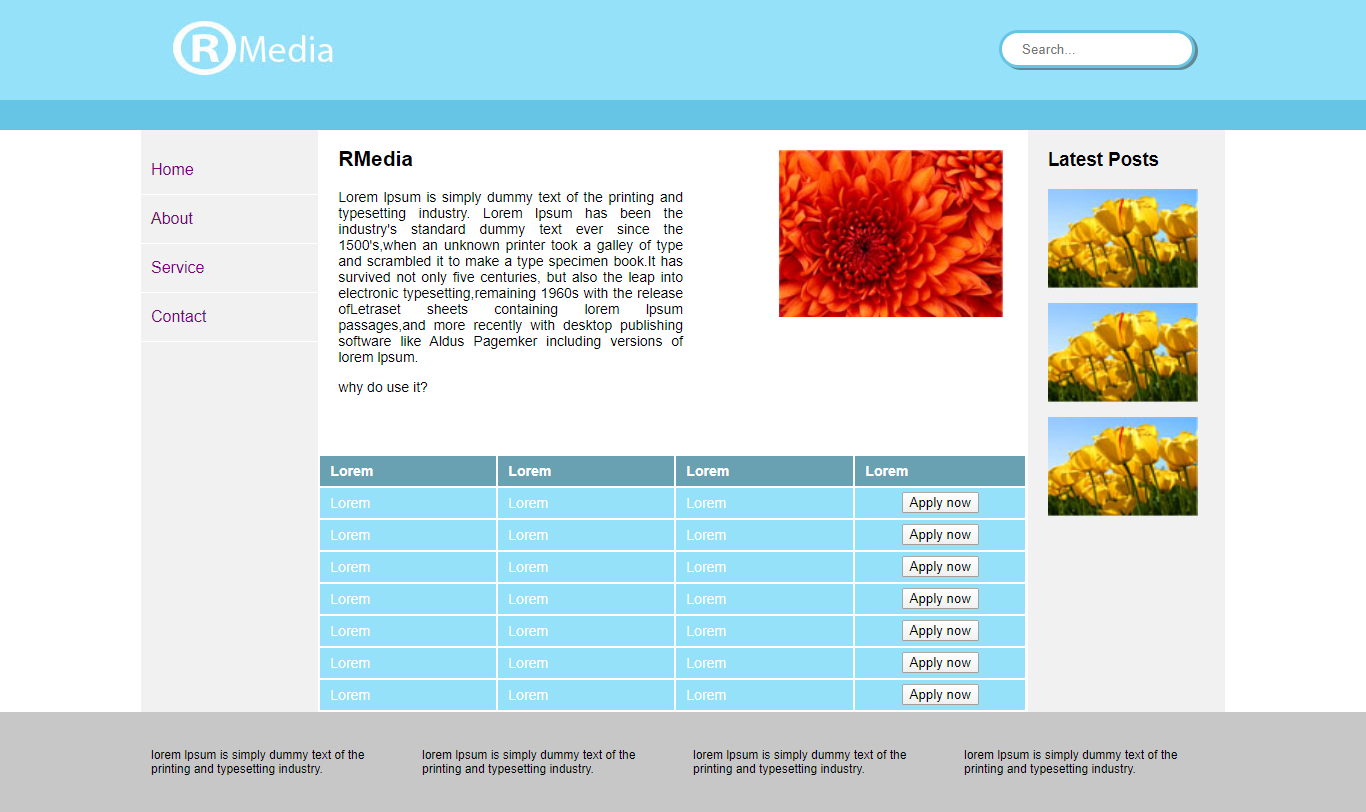 R Media
Search...
Home
About
Service
Contact
RMedia
Lorem Ipsum is simply dummy text of the printing and
typesetting industry. Lorem Ipsum has been the
industry's standard dummy text ever since the
1500's,when an unknown printer took a galley of type
and scrambled it to make a type specimen book.It has
survived not only five centuries, but also the leap into
electronic typesetting,remaining 1960s with the release
ofLetraset sheets containing lorem Ipsum
passages,and more recently with desktop publishing
software like Aldus Pagemker including versions of
lorem Ipsum.
why do use it?
Lorem Lorem Lorem Lorem
Lorem Lorem Lorem Apply now
Lorem Lorem Lorem Apply now
Lorem Lorem Lorem Apply now
Lorem Lorem Lorem Apply now
Lorem Lorem Lorem Apply now
Lorem Lorem Lorem Apply now
Lorem Lorem Lorem Apply now
Latest Posts
lorem Ipsum is simply dummy text of the
printing and typesetting industry.
lorem Ipsum is simply dummy text of the
printing and typesetting industry.
lorem Ipsum is simply dummy text of the
printing and typesetting industry.
lorem Ipsum is simply dummy text of the
printing and typesetting industry.